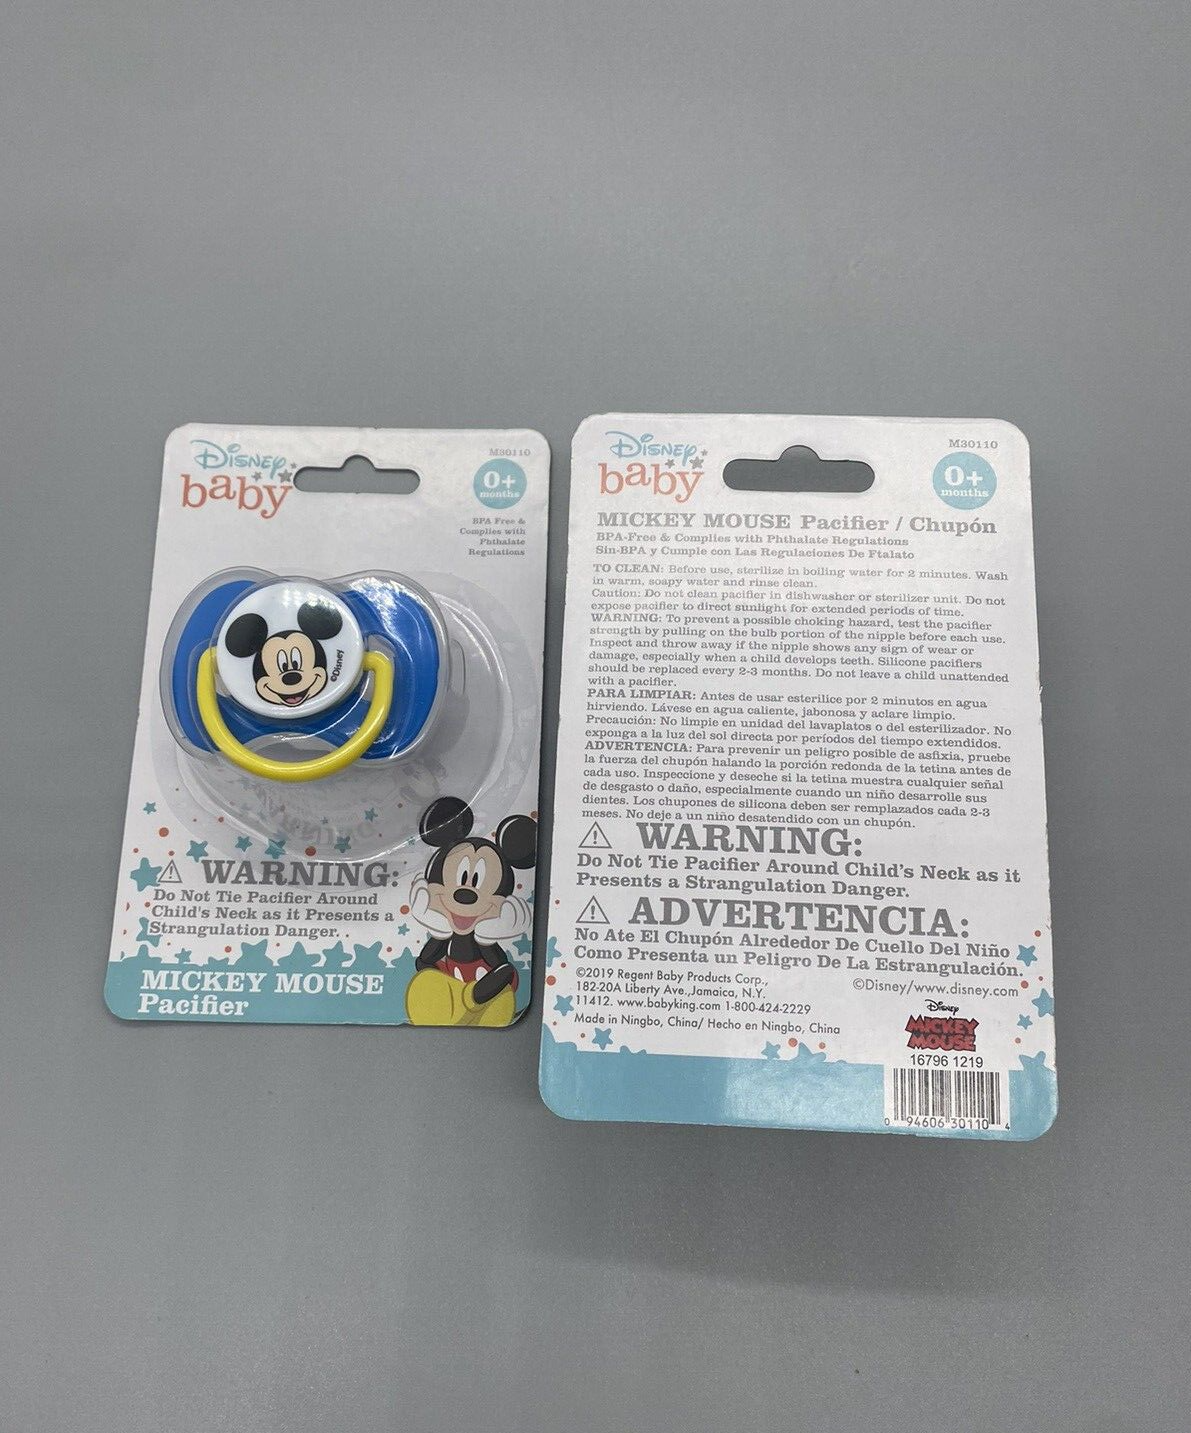 Disney
baby
M30110
0+
months
BPA Free &
Complies with
Phthalate
Regulations
©Disney
WARNING:
Do Not Tie Pacifier Around
Child's Neck as it Presents a
Strangulation Danger.
MICKEY MOUSE
Pacifier
Disney
baby
M30110
0+
months
MICKEY MOUSE Pacifier / Chupón
BPA-Free & Complies with Phthalate Regulations
Sin-BPA y Cumple con Las Regulaciones De Ftalato
TO CLEAN: Before use, sterilize in boiling water for 2 minutes. Wash
in warm, soapy water and rinse clean.
Caution: Do not clean pacifier in dishwasher or sterilizer unit. Do not
expose pacifier to direct sunlight for extended periods of time.
WARNING: To prevent a possible choking hazard, test the pacifier
strength by pulling on the bulb portion of the nipple before each use.
Inspect and throw away if the nipple shows any sign of wear or
damage, especially when a child develops teeth. Silicone pacifiers
should be replaced every 2-3 months. Do not leave a child unattended
with a pacifier.
PARA LIMPIAR: Antes de usar esterilice por 2 minutos en agua
hirviendo. Lávese en agua caliente, jabonosa y aclare limpio.
Precaución: No limpie en unidad del lavaplatos o del esterilizador. No
exponga a la luz del sol directa por períodos del tiempo extendidos.
ADVERTENCIA: Para prevenir un peligro posible de asfixia, pruebe
la fuerza del chupón halando la porción redonda de la tetina antes de
cada uso. Inspeccione y deseche si la tetina muestra cualquier señal
de desgasto o daño, especialmente cuando un niño desarrolle sus
dientes. Los chupones de silicona deben ser remplazados cada 2-3
meses. No deje a un niño desatendido con un chupón.
WARNING:
Do Not Tie Pacifier Around Child's Neck as it
Presents a Strangulation Danger.
ADVERTENCIA:
No Ate El Chupón Alrededor De Cuello Del Niño
Como Presenta un Peligro De La Estrangulación.
©2019 Regent Baby Products Corp.,
182-20A Liberty Ave.,Jamaica, N.Y.
11412. www.babyking.com 1-800-424-2229
Made in Ningbo, China/ Hecho en Ningbo, China
©Disney/www.disney.com
Disney
MICKEY
MOUSE
16796 1219
0 94606 30110 4